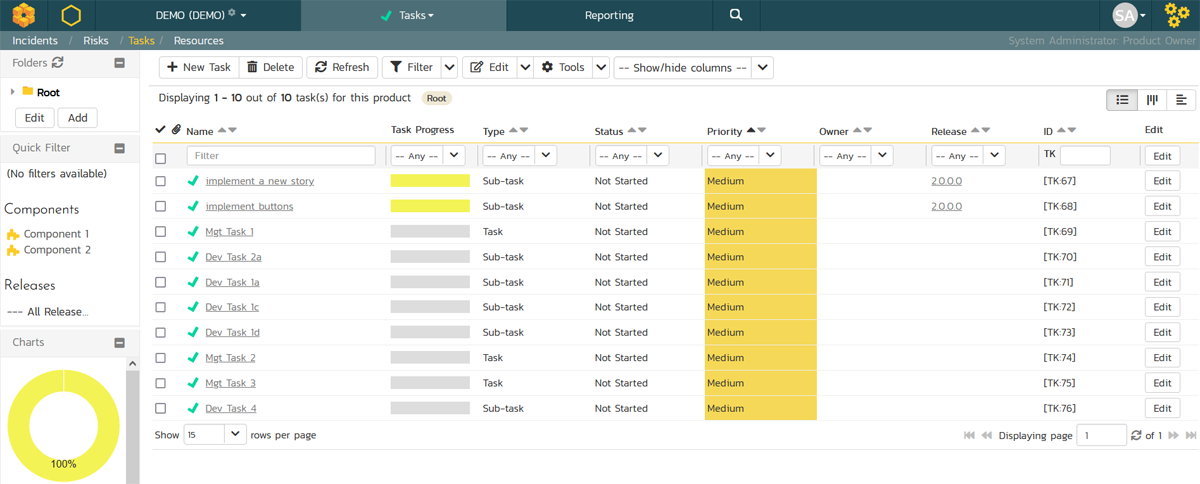 DEMO (DEMO) Tasks Reporting SA
Incidents / Risks / Tasks / Resources System Administrator: Product Owner
Folders
Root
Edit Add
Quick Filter
(No filters available)
Components
Component 1
Component 2
Releases
--- All Release...
Charts
100%
New Task Delete Refresh Filter Edit Tools -- Show/hide columns --
Displaying 1 - 10 out of 10 task(s) for this product Root
Name Task Progress Type Status Priority Owner Release ID Edit
Filter -- Any -- -- Any -- -- Any -- -- Any -- -- Any -- -- Any -- TK Edit
implement a new story Sub-task Not Started Medium 2.0.0.0 [TK:67] Edit
implement buttons Sub-task Not Started Medium 2.0.0.0 [TK:68] Edit
Mgt Task 1 Task Not Started Medium [TK:69] Edit
Dev Task 2a Sub-task Not Started Medium [TK:70] Edit
Dev Task 1a Sub-task Not Started Medium [TK:71] Edit
Dev Task 1c Sub-task Not Started Medium [TK:72] Edit
Dev Task 1d Sub-task Not Started Medium [TK:73] Edit
Mgt Task 2 Task Not Started Medium [TK:74] Edit
Mgt Task 3 Task Not Started Medium [TK:75] Edit
Dev Task 4 Sub-task Not Started Medium [TK:76] Edit
Show 15 rows per page Displaying page 1 of 1